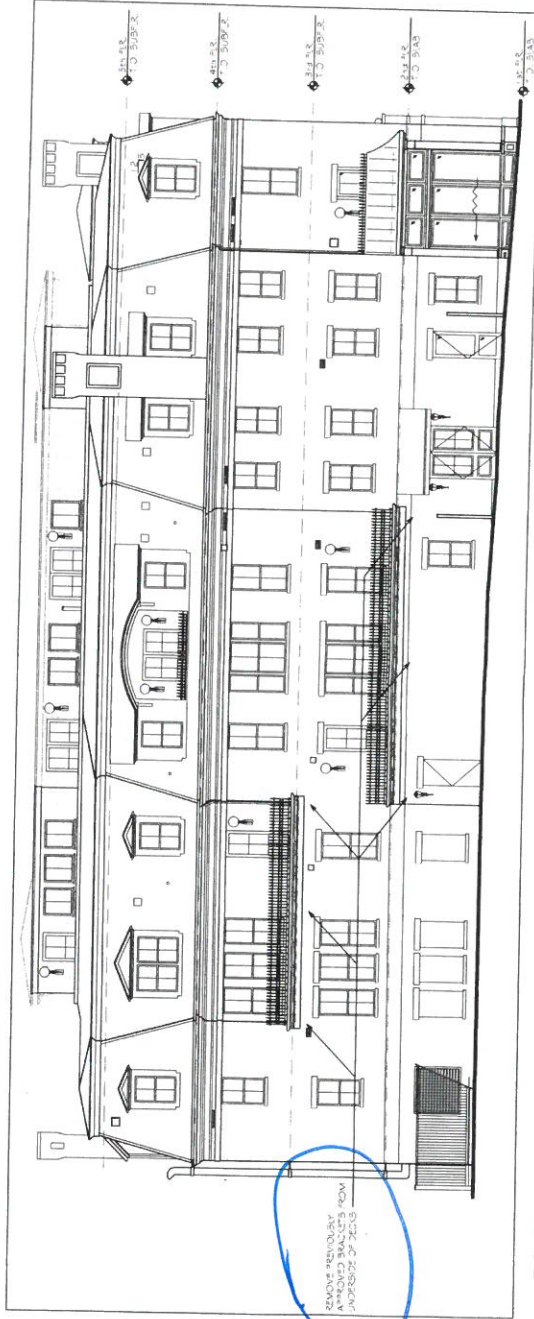 5th FLR
T.O. SUBFLR
4th FLR
T.O. SUBFLR
3rd FLR
T.O. SUBFLR
2nd FLR
T.O. SLAB
1st FLR
T.O. SLAB
12
REMOVE PREVIOUSLY
APPROVED BRACKETS FROM
UNDERSIDE OF DECKS